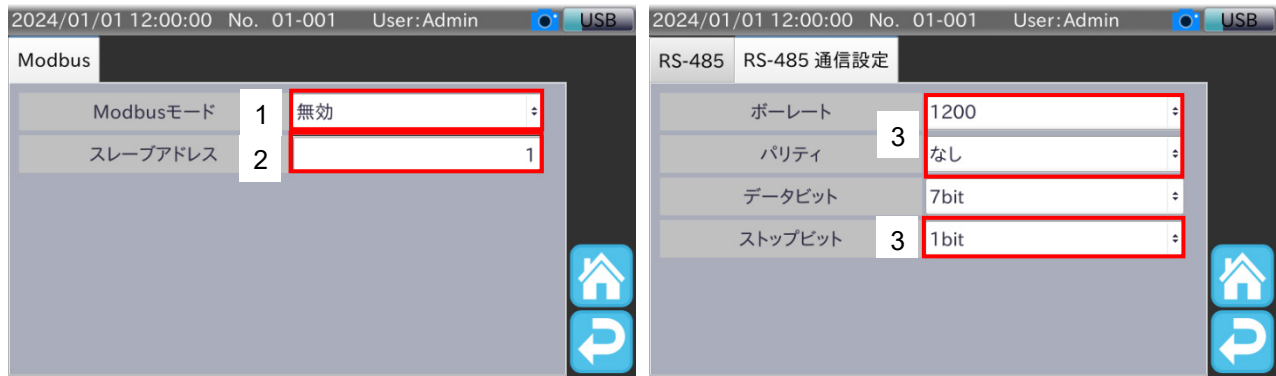 2024/01/01 12:00:00 No. 01-001 User:Admin USB
Modbus
Modbusモード 1 無効
スレーブアドレス 2 1
2024/01/01 12:00:00 No. 01-001 User:Admin USB
RS-485 RS-485 通信設定
ボーレート 1200
3
パリティ なし
データビット 7bit
ストップビット 3 1bit